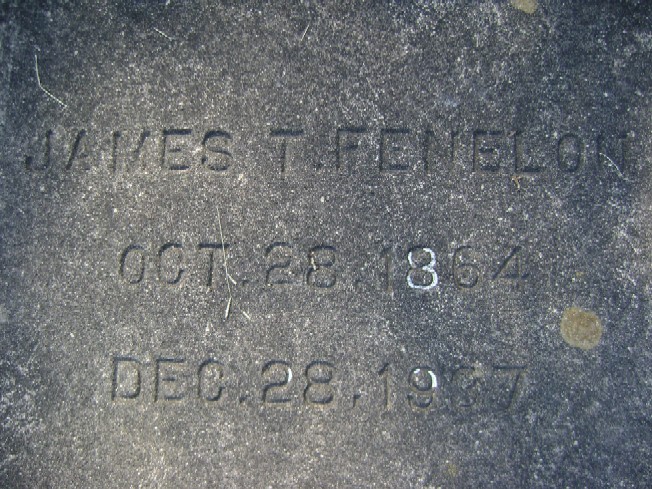 JAMES T. FENELON
OCT. 28. 1864
DEC. 28. 1937